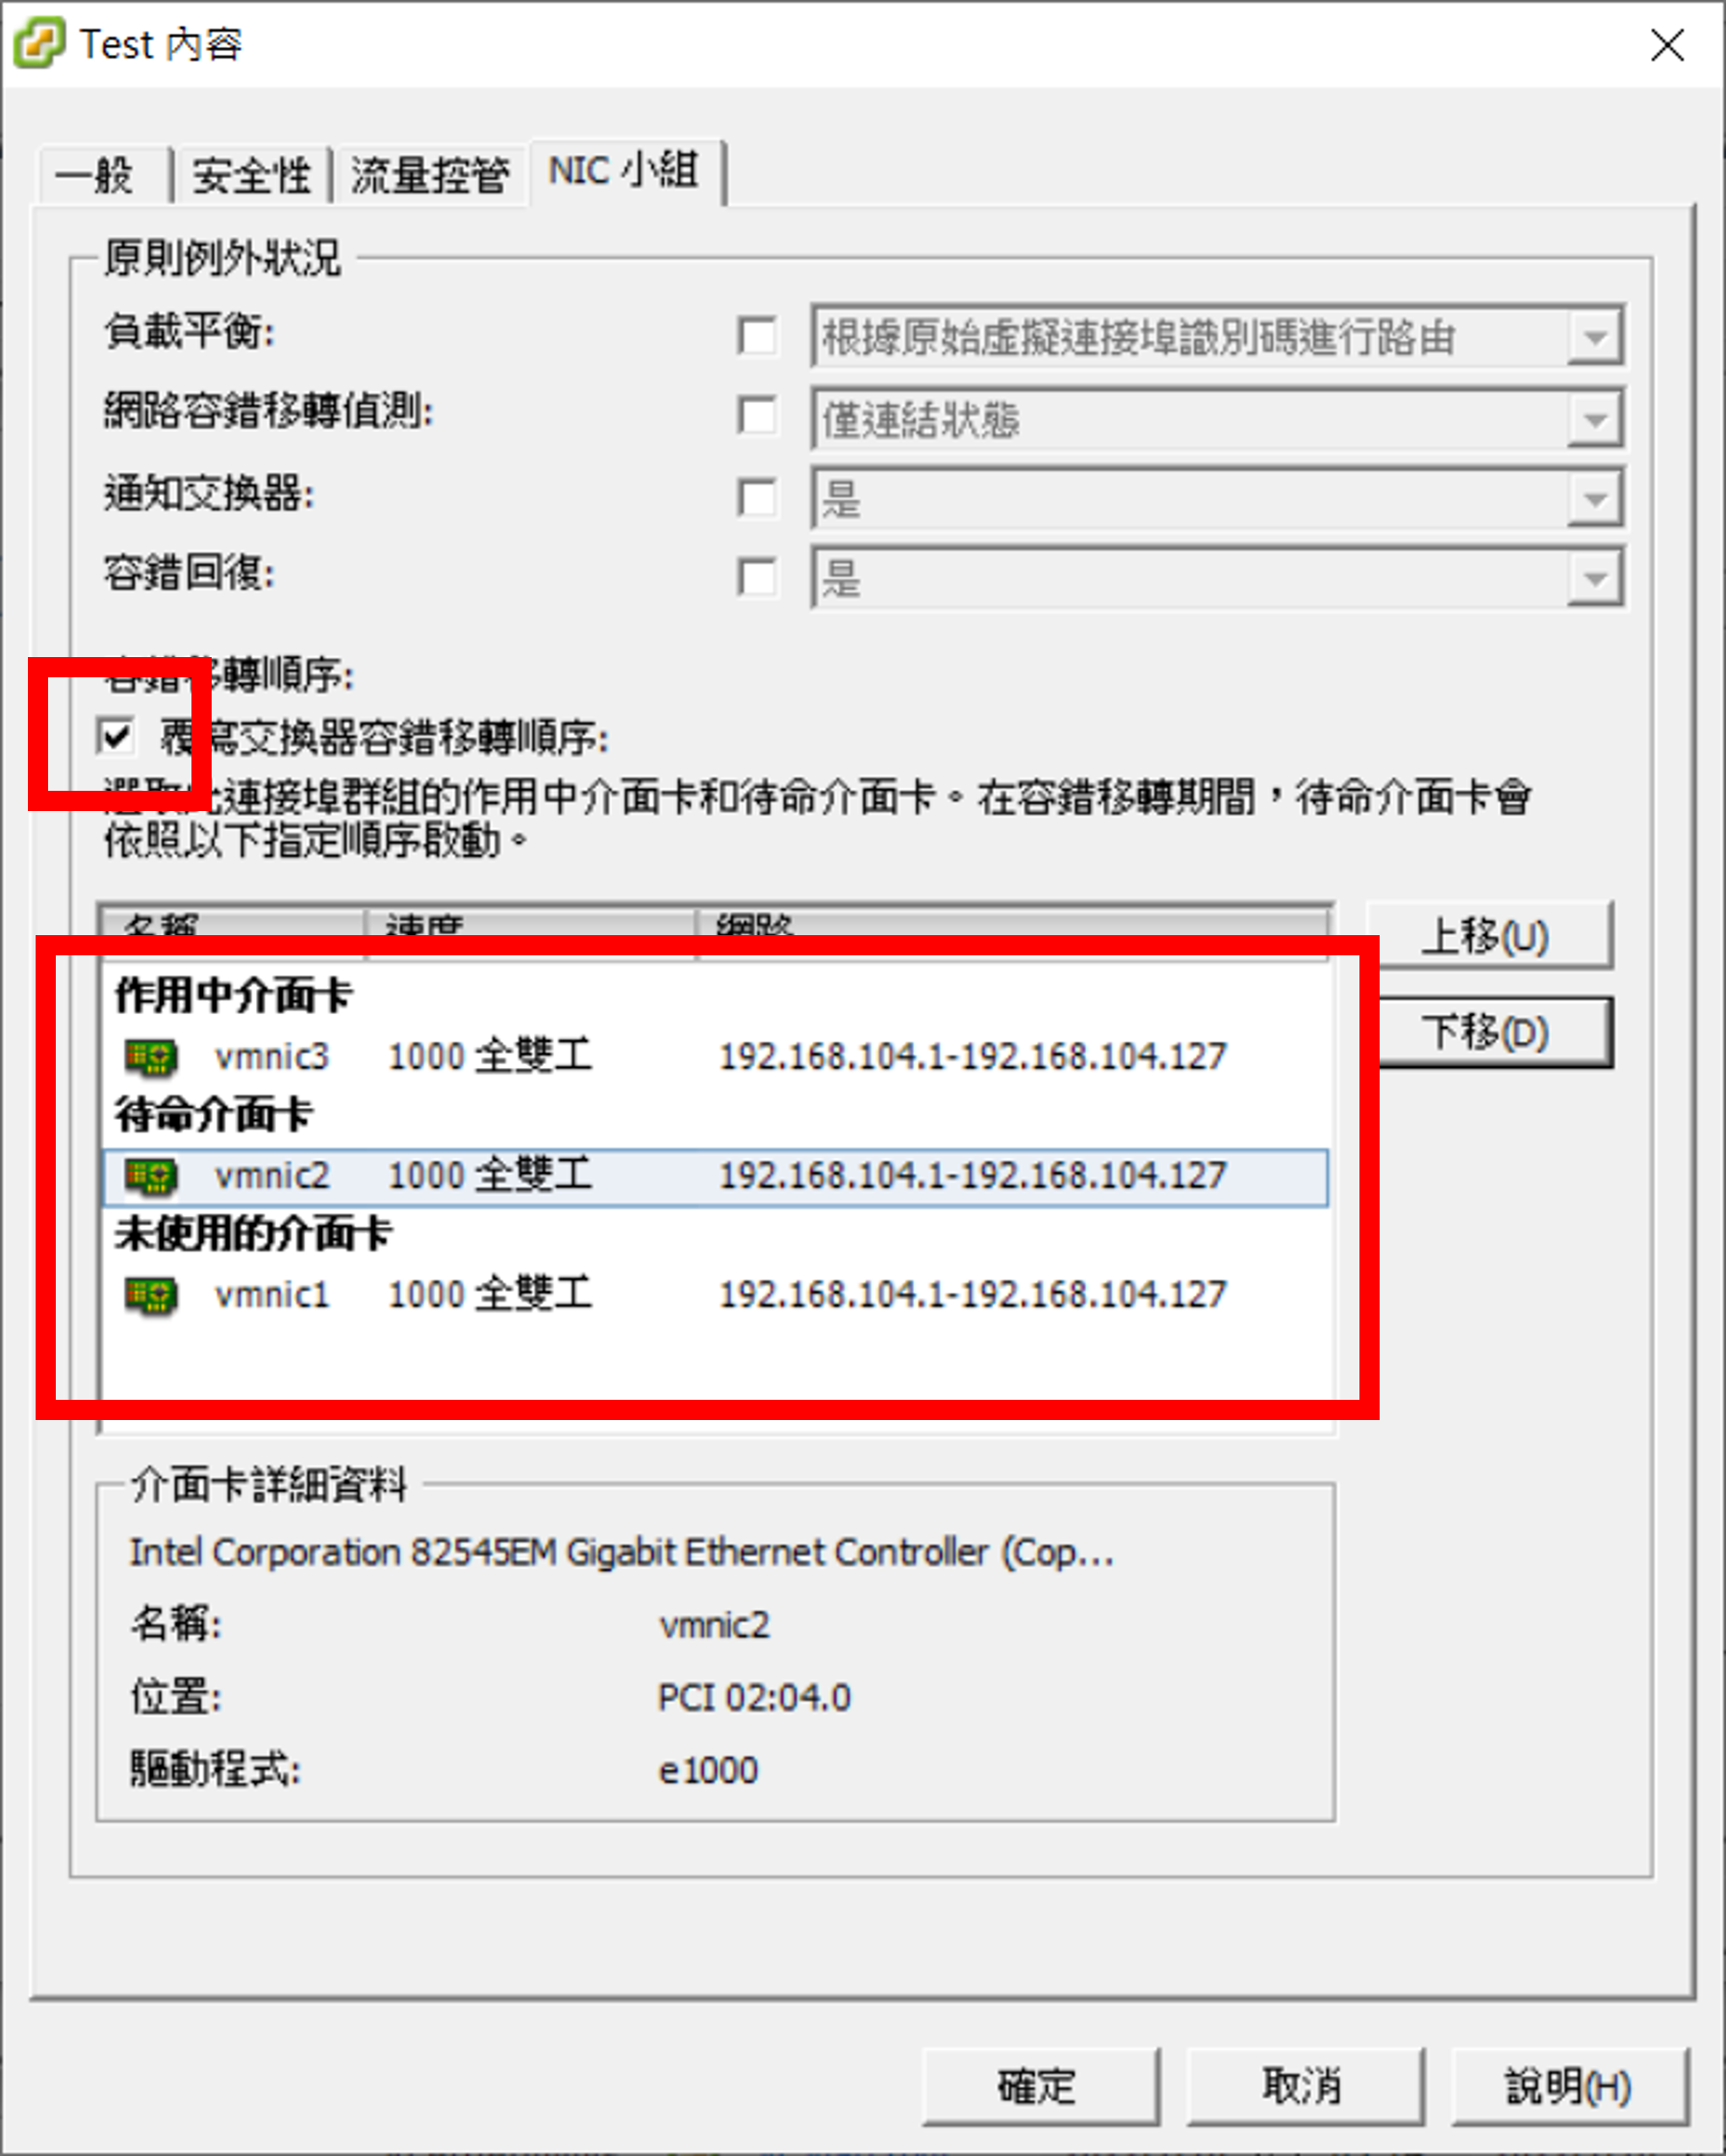 Test 內容
一般 安全性 流量控管 NIC 小組
原則例外狀況
負載平衡: 根據原始虛擬連接埠識別碼進行路由
網路容錯移轉偵測: 僅連結狀態
通知交換器: 是
容錯回復: 是
容錯移轉順序:
覆寫交換器容錯移轉順序:
選取此連接埠群組的作用中介面卡和待命介面卡。在容錯移轉期間，待命介面卡會
依照以下指定順序啟動。
名稱 速度 網路
上移(U)
作用中介面卡
下移(D)
vmnic3 1000 全雙工 192.168.104.1-192.168.104.127
待命介面卡
vmnic2 1000 全雙工 192.168.104.1-192.168.104.127
未使用的介面卡
vmnic1 1000 全雙工 192.168.104.1-192.168.104.127
介面卡詳細資料
Intel Corporation 82545EM Gigabit Ethernet Controller (Cop...
名稱: vmnic2
位置: PCI 02:04.0
驅動程式: e1000
確定 取消 說明(H)